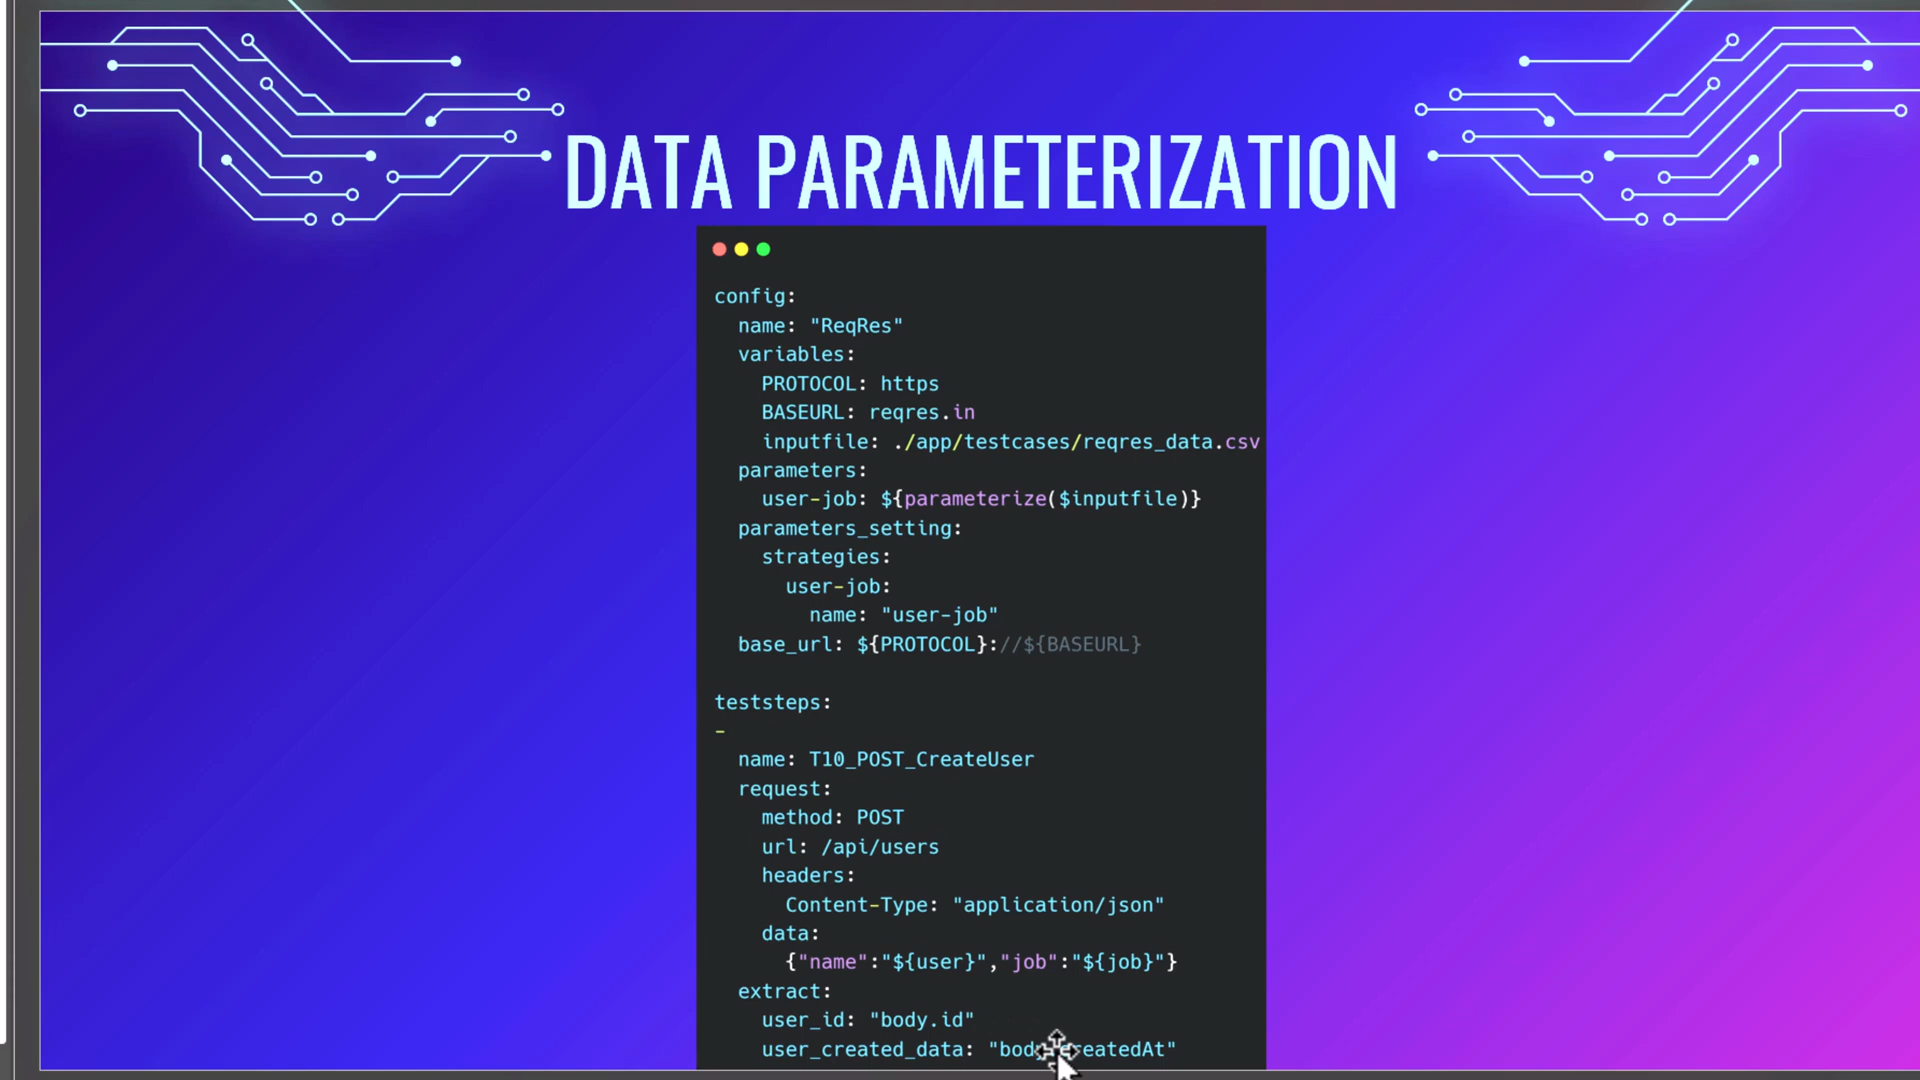 DATA PARAMETERIZATION
config:
name: "ReqRes"
variables:
PROTOCOL: https
BASEURL: reqres.in
inputfile: ./app/testcases/reqres_data.csv
parameters:
user-job: ${parameterize($inputfile)}
parameters_setting:
strategies:
user-job:
name: "user-job"
base_url: ${PROTOCOL}://${BASEURL}
teststeps:
-
name: T10_POST_CreateUser
request:
method: POST
url: /api/users
headers:
Content-Type: "application/json"
data:
{"name":"${user}","job":"${job}"}
extract:
user_id: "body.id"
user_created_data: "body.createdAt"